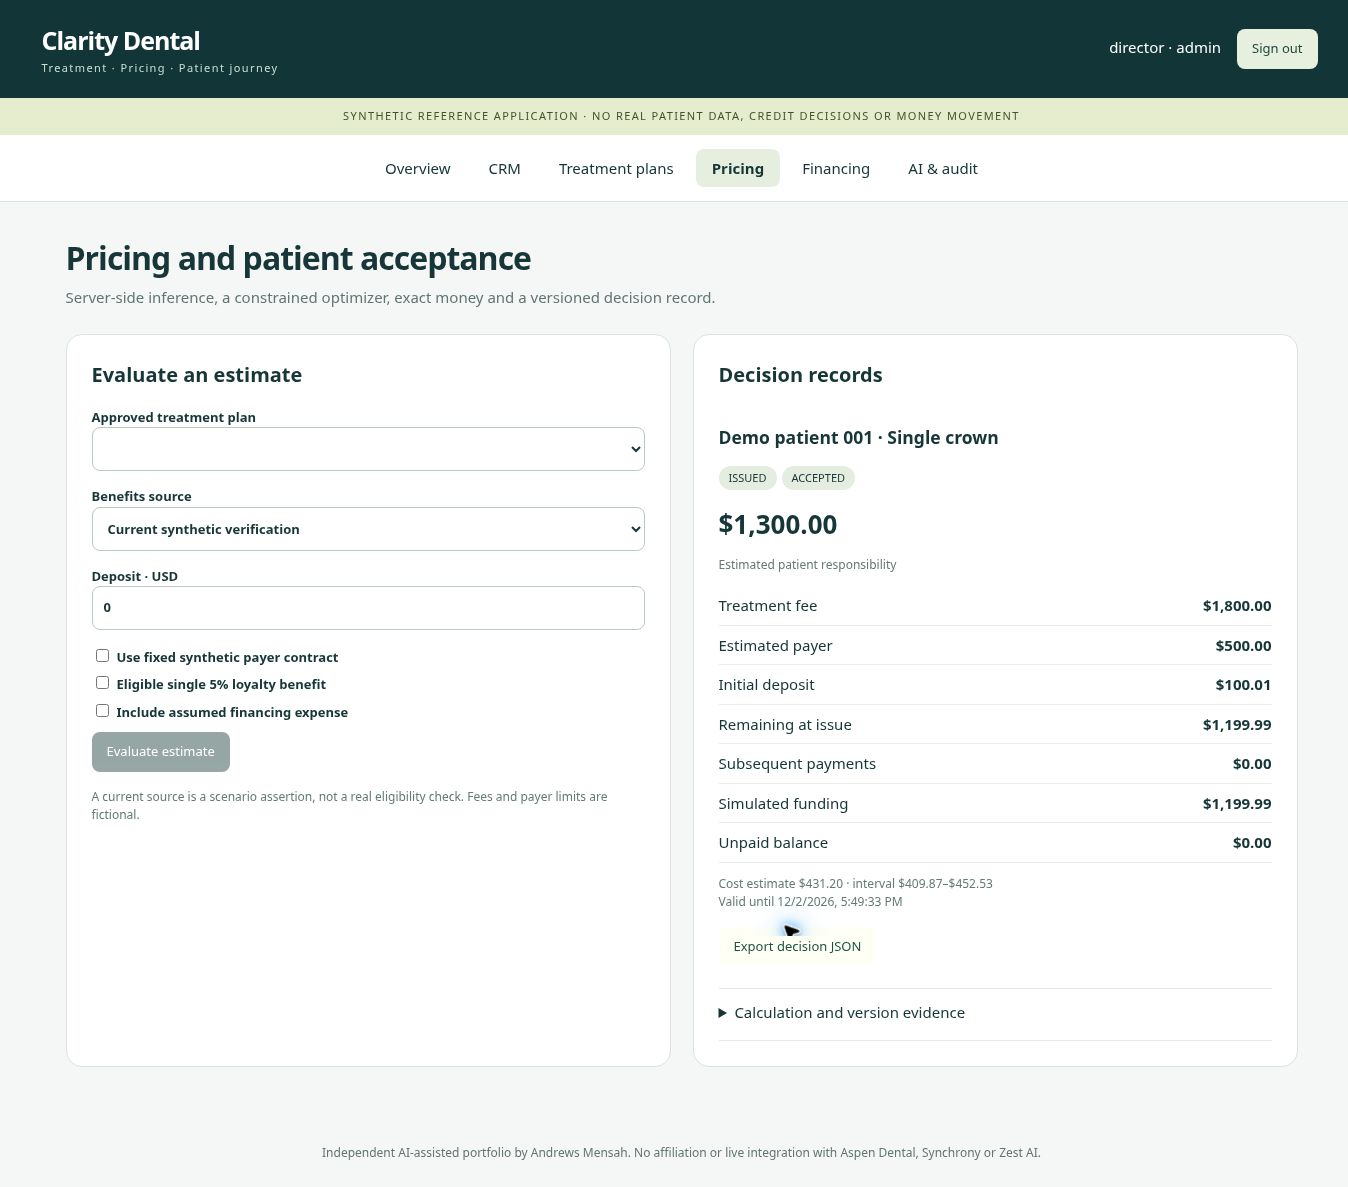 Clarity Dental
Treatment · Pricing · Patient journey
director · admin
Sign out
SYNTHETIC REFERENCE APPLICATION · NO REAL PATIENT DATA, CREDIT DECISIONS OR MONEY MOVEMENT
Overview
CRM
Treatment plans
Pricing
Financing
AI & audit
Pricing and patient acceptance
Server-side inference, a constrained optimizer, exact money and a versioned decision record.
Evaluate an estimate
Approved treatment plan
Benefits source
Current synthetic verification
Deposit · USD
0
Use fixed synthetic payer contract
Eligible single 5% loyalty benefit
Include assumed financing expense
Evaluate estimate
A current source is a scenario assertion, not a real eligibility check. Fees and payer limits are
fictional.
Decision records
Demo patient 001 · Single crown
ISSUED ACCEPTED
$1,300.00
Estimated patient responsibility
Treatment fee $1,800.00
Estimated payer $500.00
Initial deposit $100.01
Remaining at issue $1,199.99
Subsequent payments $0.00
Simulated funding $1,199.99
Unpaid balance $0.00
Cost estimate $431.20 · interval $409.87–$452.53
Valid until 12/2/2026, 5:49:33 PM
Export decision JSON
Calculation and version evidence
Independent AI-assisted portfolio by Andrews Mensah. No affiliation or live integration with Aspen Dental, Synchrony or Zest AI.